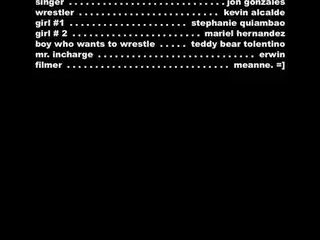 singer . . . . . . . . . . . . . . . . . . . . . . . . . . . . jon gonzales
wrestler . . . . . . . . . . . . . . . . . . . . . . . . . kevin alcalde
girl #1 . . . . . . . . . . . . . . . . . . . . . stephanie quiambao
girl # 2 . . . . . . . . . . . . . . . . . . . . . . . . mariel hernandez
boy who wants to wrestle . . . . . teddy bear tolentino
mr. incharge . . . . . . . . . . . . . . . . . . . . . . . . . . . . . erwin
filmer . . . . . . . . . . . . . . . . . . . . . . . . . . . . . . meanne. =]